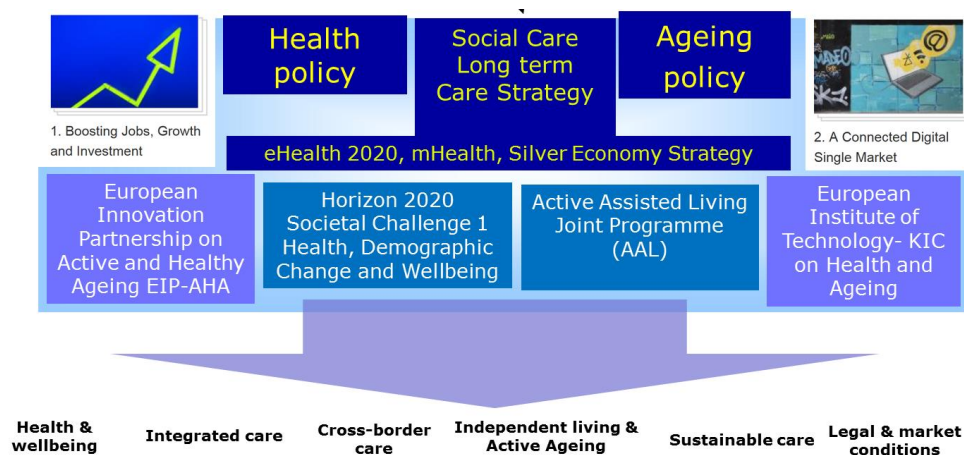 Health
policy
Social Care
Long term
Care Strategy
Ageing
policy
1. Boosting Jobs, Growth
and Investment
2. A Connected Digital
Single Market
eHealth 2020, mHealth, Silver Economy Strategy
European
Innovation
Partnership on
Active and Healthy
Ageing EIP-AHA
Horizon 2020
Societal Challenge 1
Health, Demographic
Change and Wellbeing
Active Assisted Living
Joint Programme
(AAL)
European
Institute of
Technology- KIC
on Health and
Ageing
Health &
wellbeing
Integrated care
Cross-border
care
Independent living &
Active Ageing
Sustainable care
Legal & market
conditions